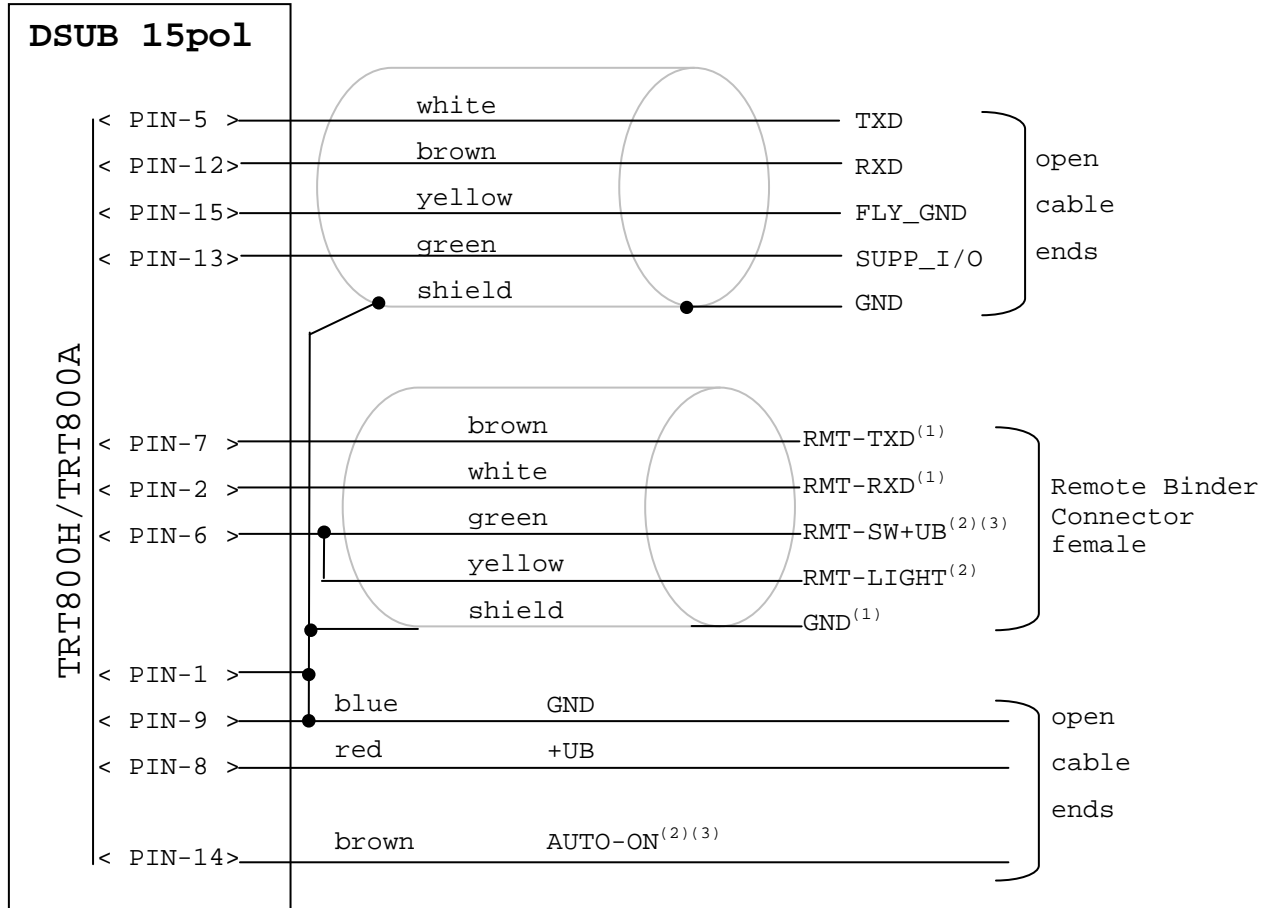 DSUB 15pol
TRT800H/TRT800A
< PIN-5 > white TXD
< PIN-12> brown RXD
< PIN-15> yellow FLY_GND
< PIN-13> green SUPP_I/O
shield GND
open
cable
ends
< PIN-7 > brown RMT-TXD(1)
< PIN-2 > white RMT-RXD(1)
< PIN-6 > green RMT-SW+UB(2)(3)
yellow RMT-LIGHT(2)
shield GND(1)
Remote Binder
Connector
female
< PIN-1 >
< PIN-9 > blue GND
< PIN-8 > red +UB
< PIN-14> brown AUTO-ON(2)(3)
open
cable
ends